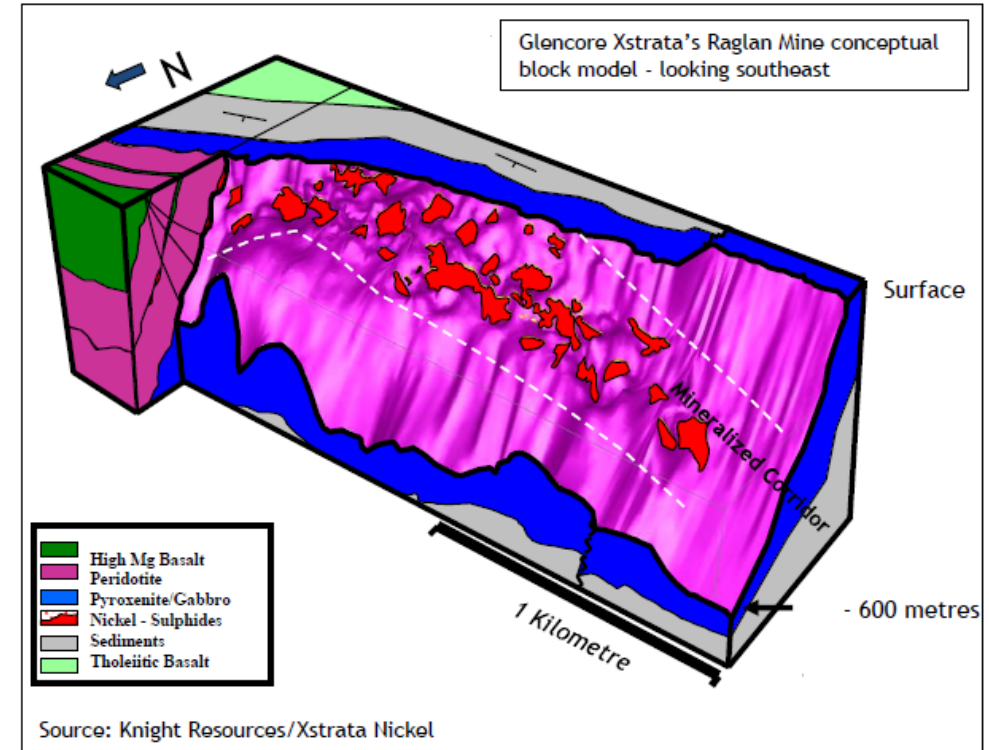 Glencore Xstrata's Raglan Mine conceptual
block model - looking southeast
N
Surface
Mineralized Corridor
High Mg Basalt
Peridotite
Pyroxenite/Gabbro
Nickel - Sulphides
Sediments
Tholeiitic Basalt
1 Kilometre
- 600 metres
Source: Knight Resources/Xstrata Nickel